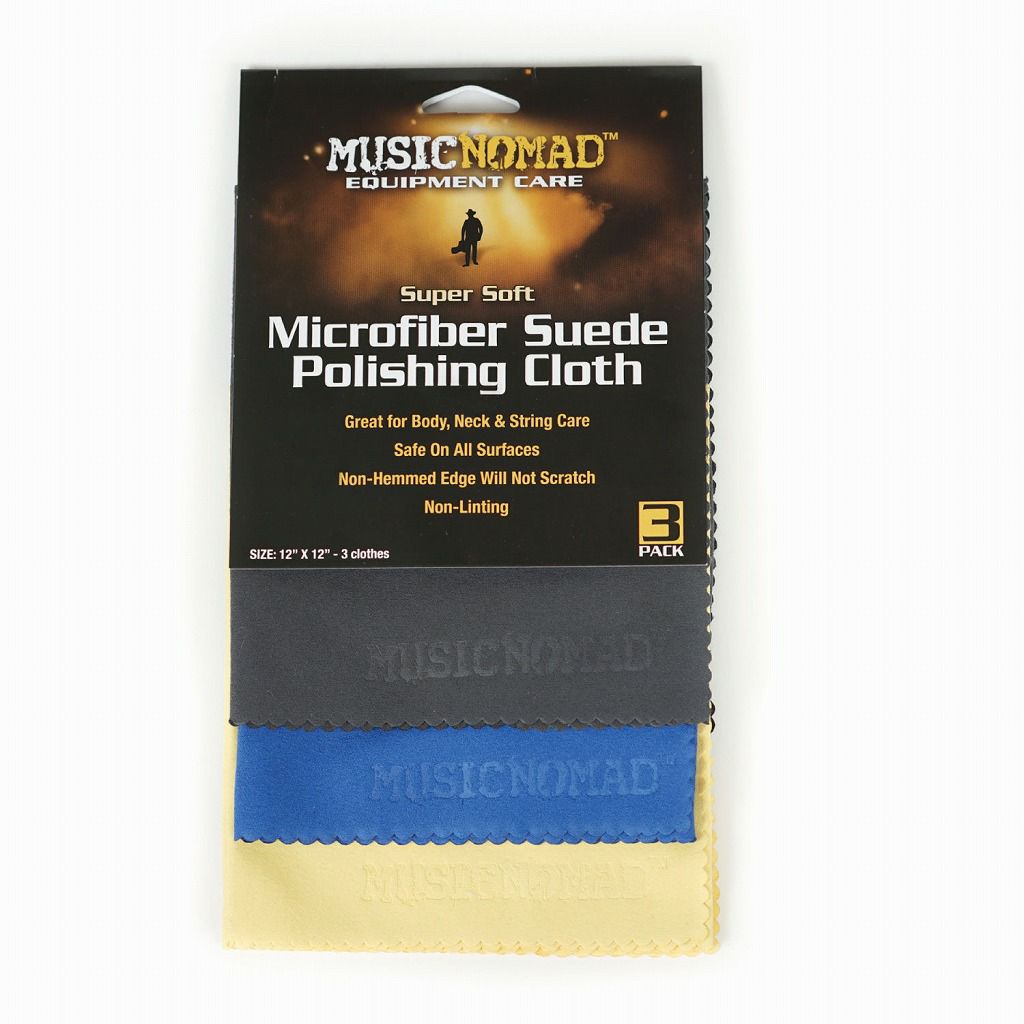 MUSICNOMAD™
EQUIPMENT CARE
Super Soft
Microfiber Suede
Polishing Cloth
Great for Body, Neck & String Care
Safe On All Surfaces
Non-Hemmed Edge Will Not Scratch
Non-Linting
3
PACK
SIZE: 12" X 12" - 3 clothes
MUSICNOMAD
MUSICNOMAD™
MUSICNOMAD™